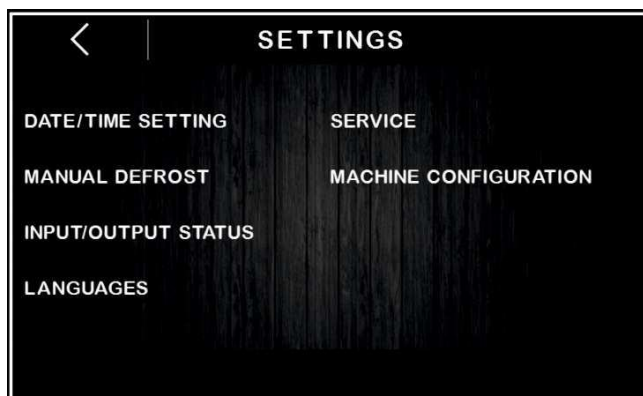 SETTINGS
DATE/TIME SETTING
SERVICE
MANUAL DEFROST
MACHINE CONFIGURATION
INPUT/OUTPUT STATUS
LANGUAGES